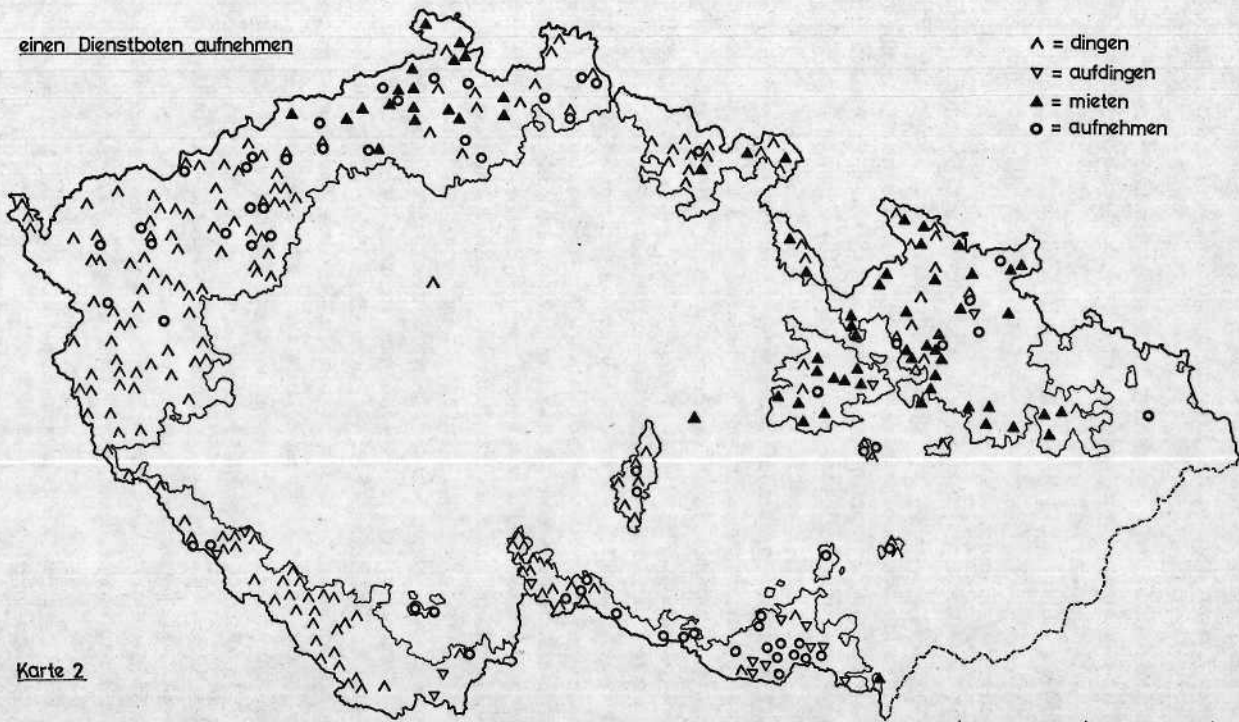 einen Dienstboten aufnehmen
∧ = dingen
▽ = aufdingen
▲ = mieten
o = aufnehmen
Karte 2